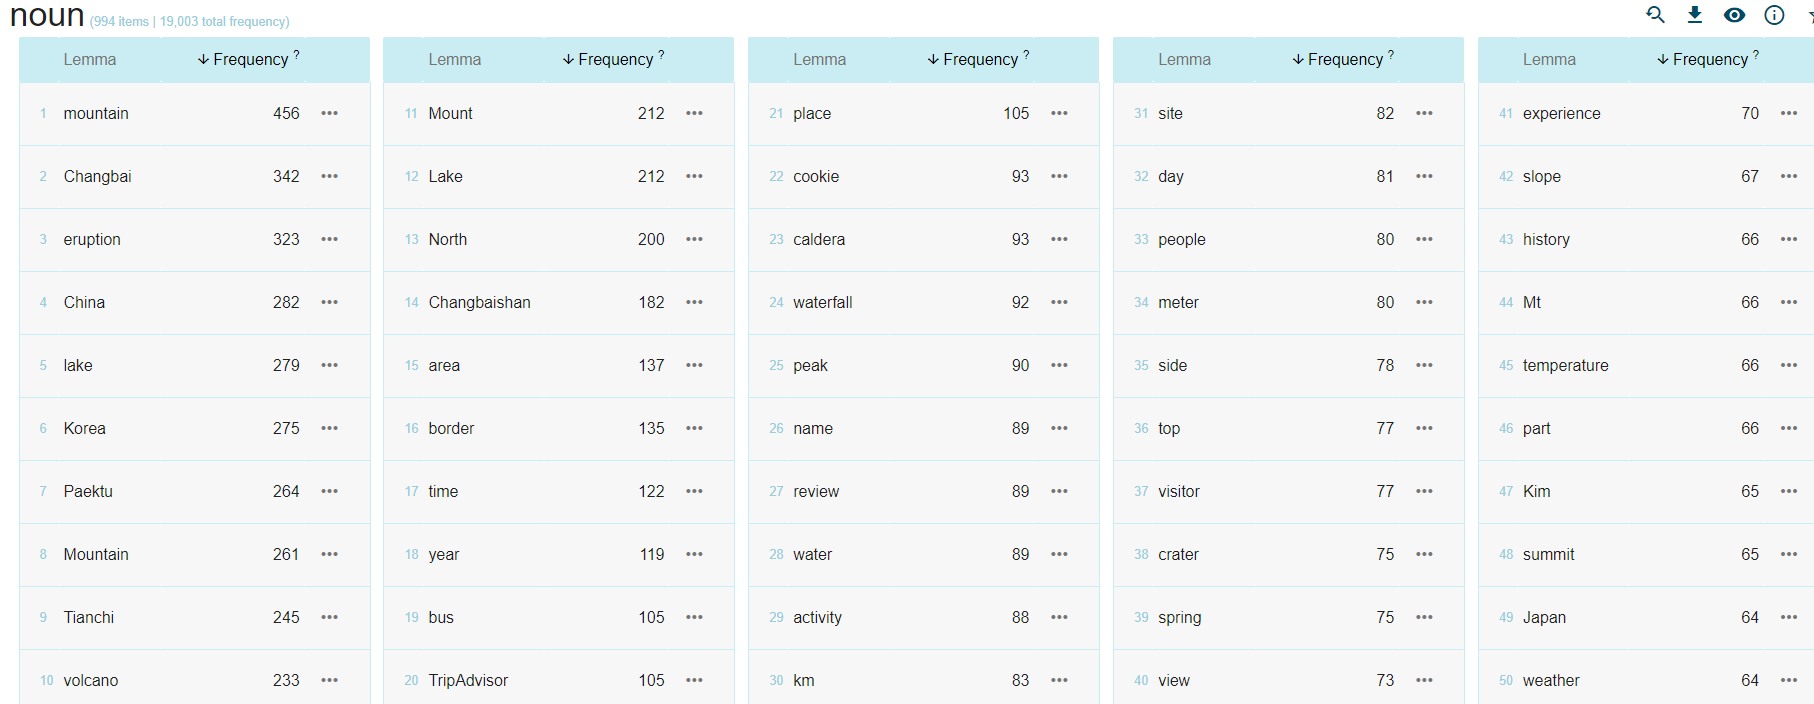 noun (994 items | 19,003 total frequency)
Lemma ↓ Frequency ? Lemma ↓ Frequency ? Lemma ↓ Frequency ? Lemma ↓ Frequency ? Lemma ↓ Frequency ?
1 mountain 456 ••• 11 Mount 212 ••• 21 place 105 ••• 31 site 82 ••• 41 experience 70 •••
2 Changbai 342 ••• 12 Lake 212 ••• 22 cookie 93 ••• 32 day 81 ••• 42 slope 67 •••
3 eruption 323 ••• 13 North 200 ••• 23 caldera 93 ••• 33 people 80 ••• 43 history 66 •••
4 China 282 ••• 14 Changbaishan 182 ••• 24 waterfall 92 ••• 34 meter 80 ••• 44 Mt 66 •••
5 lake 279 ••• 15 area 137 ••• 25 peak 90 ••• 35 side 78 ••• 45 temperature 66 •••
6 Korea 275 ••• 16 border 135 ••• 26 name 89 ••• 36 top 77 ••• 46 part 66 •••
7 Paektu 264 ••• 17 time 122 ••• 27 review 89 ••• 37 visitor 77 ••• 47 Kim 65 •••
8 Mountain 261 ••• 18 year 119 ••• 28 water 89 ••• 38 crater 75 ••• 48 summit 65 •••
9 Tianchi 245 ••• 19 bus 105 ••• 29 activity 88 ••• 39 spring 75 ••• 49 Japan 64 •••
10 volcano 233 ••• 20 TripAdvisor 105 ••• 30 km 83 ••• 40 view 73 ••• 50 weather 64 •••